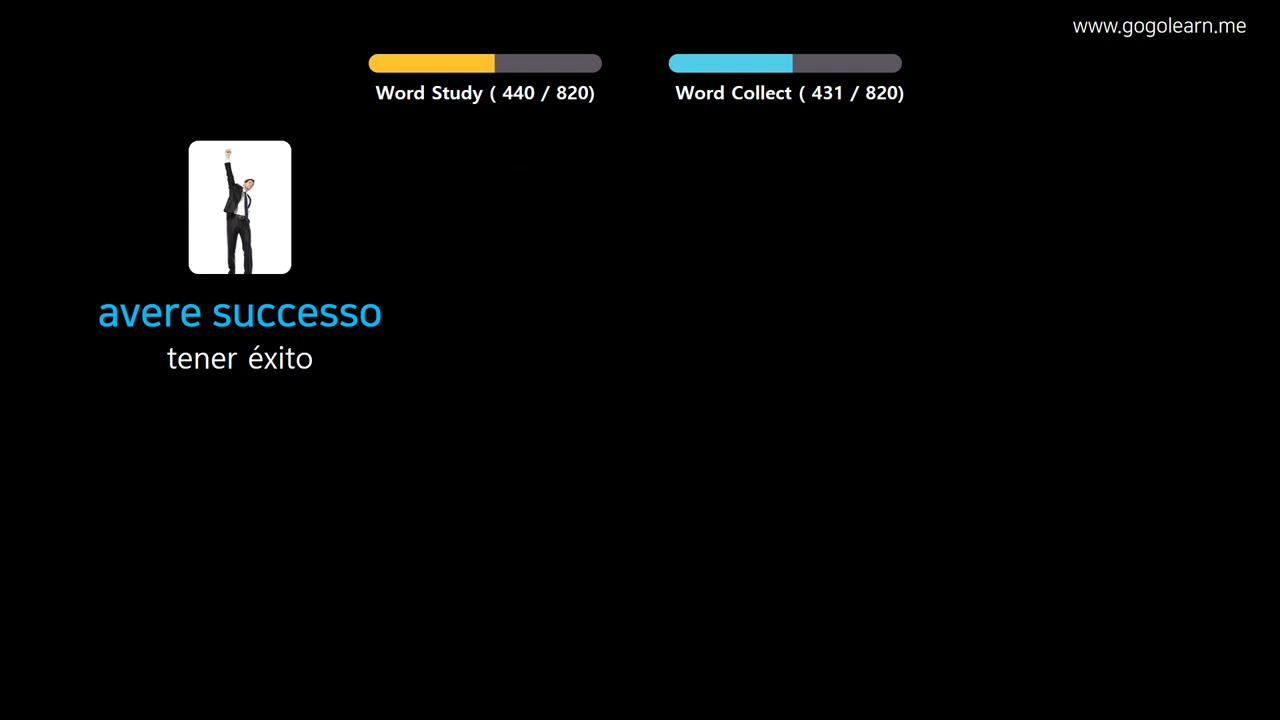 www.gogolearn.me
Word Study ( 440 / 820)
Word Collect ( 431 / 820)
avere successo
tener éxito